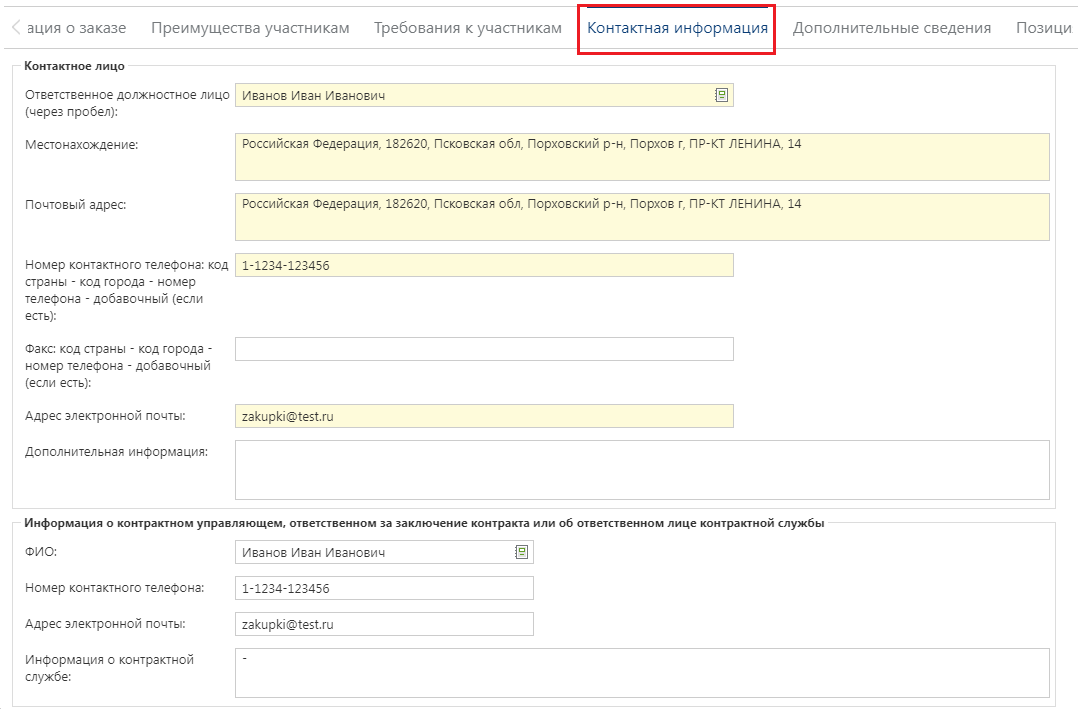 ация о заказе Преимущества участникам Требования к участникам Контактная информация Дополнительные сведения Позици
Контактное лицо
Ответственное должностное лицо
(через пробел):
Иванов Иван Иванович
Местонахождение:
Российская Федерация, 182620, Псковская обл, Порховский р-н, Порхов г, ПР-КТ ЛЕНИНА, 14
Почтовый адрес:
Российская Федерация, 182620, Псковская обл, Порховский р-н, Порхов г, ПР-КТ ЛЕНИНА, 14
Номер контактного телефона: код
страны - код города - номер
телефона - добавочный (если
есть):
1-1234-123456
Факс: код страны - код города -
номер телефона - добавочный
(если есть):
Адрес электронной почты:
zakupki@test.ru
Дополнительная информация:
Информация о контрактном управляющем, ответственном за заключение контракта или об ответственном лице контрактной службы
ФИО:
Иванов Иван Иванович
Номер контактного телефона:
1-1234-123456
Адрес электронной почты:
zakupki@test.ru
Информация о контрактной
службе:
-